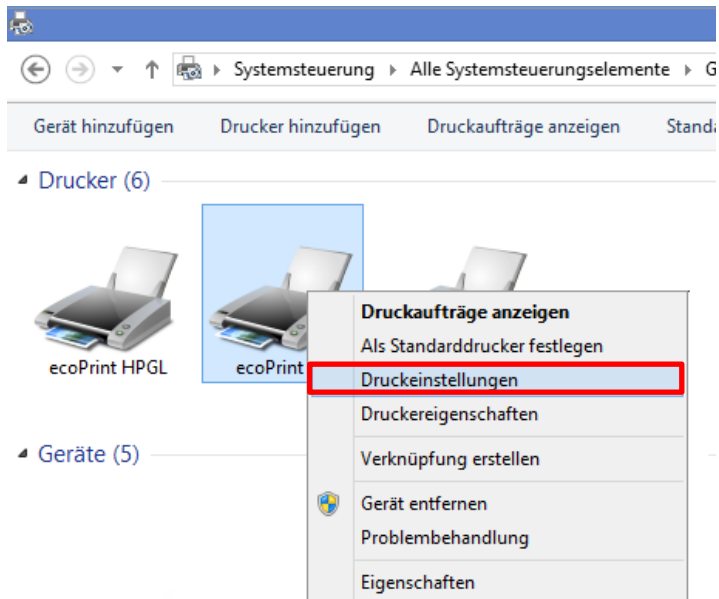 Systemsteuerung Alle Systemsteuerungselemente G
Gerät hinzufügen Drucker hinzufügen Druckaufträge anzeigen Standa
Drucker (6)
ecoPrint HPGL ecoPrint
Druckaufträge anzeigen
Als Standarddrucker festlegen
Druckeinstellungen
Druckereigenschaften
Verknüpfung erstellen
Gerät entfernen
Problembehandlung
Eigenschaften
Geräte (5)